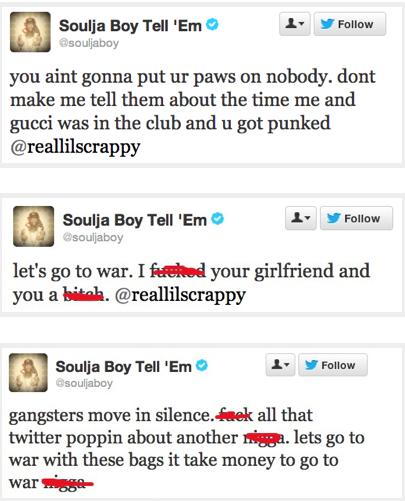 Soulja Boy Tell 'Em
Follow
@souljaboy
you aint gonna put ur paws on nobody. dont
make me tell them about the time me and
gucci was in the club and u got punked
@reallilscrappy
Soulja Boy Tell 'Em
Follow
@souljaboy
let's go to war. I fucked your girlfriend and
you a bitch. @reallilscrappy
Soulja Boy Tell 'Em
Follow
@souljaboy
gangsters move in silence. fuck all that
twitter poppin about another nigga. lets go to
war with these bags it take money to go to
war nigga